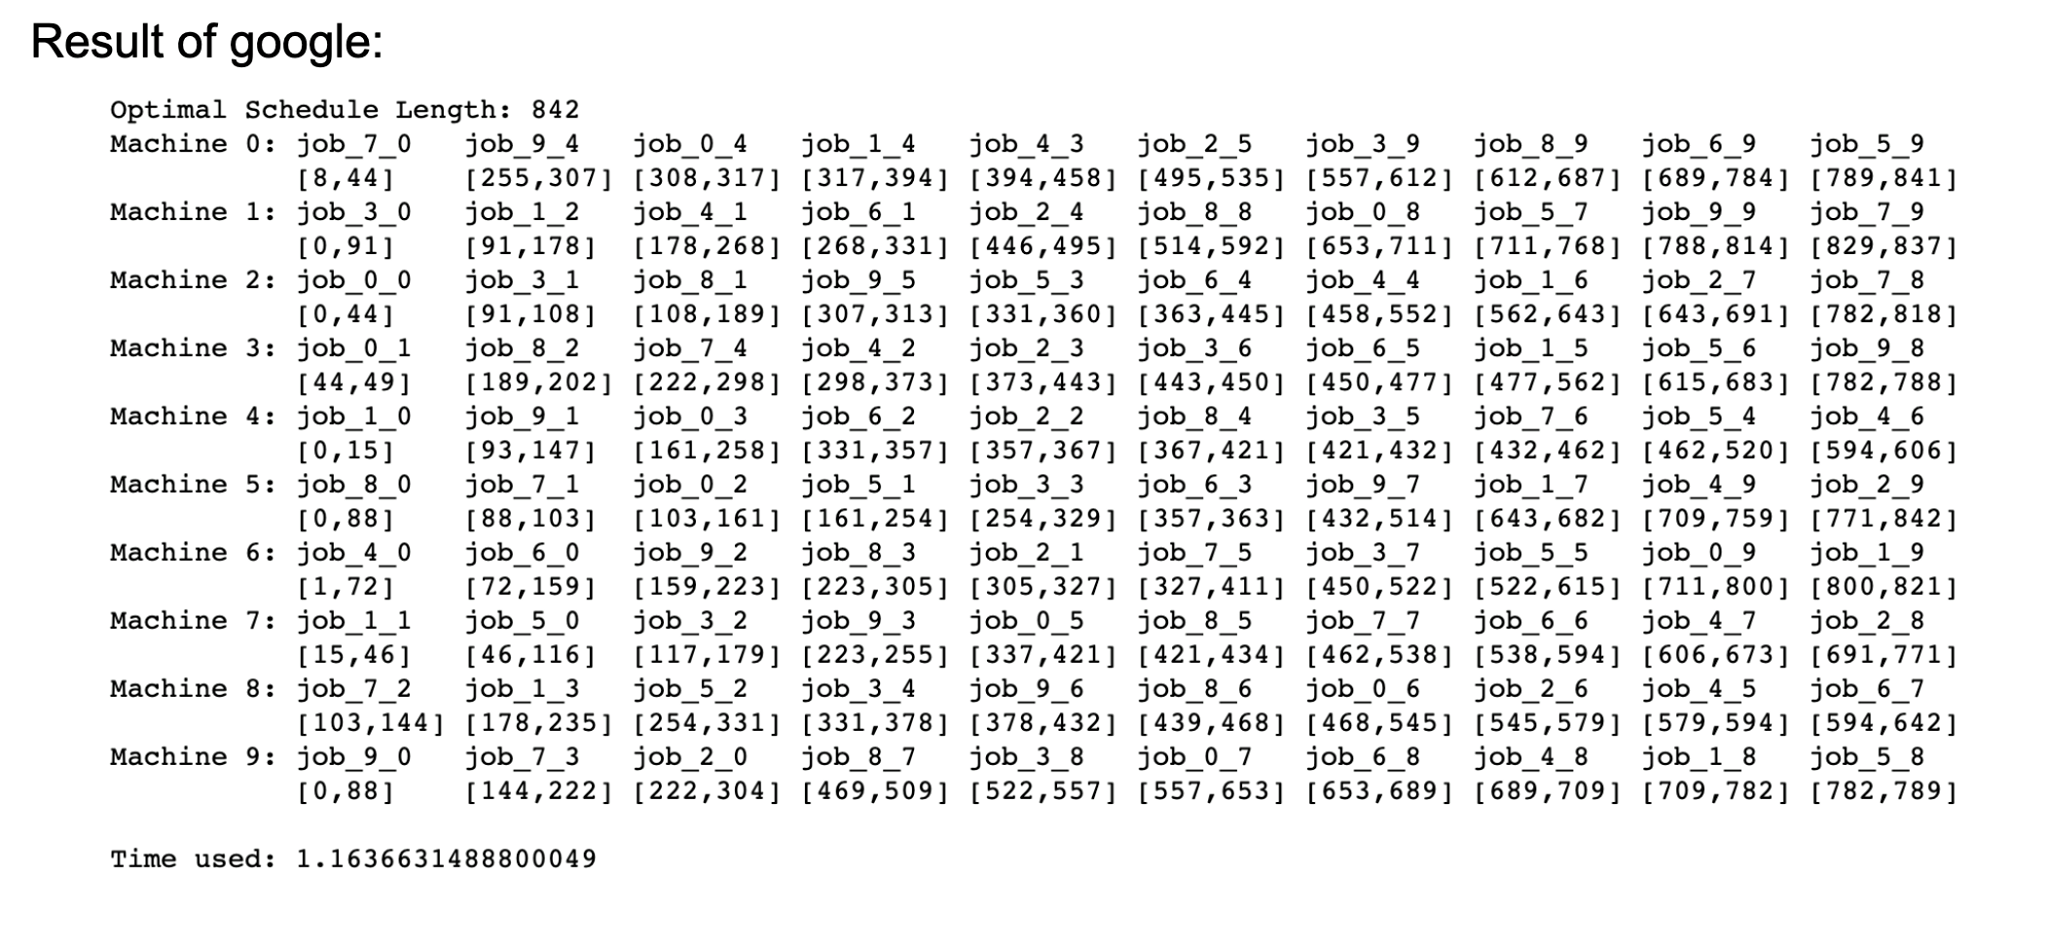 Result of google:
Optimal Schedule Length: 842
Machine 0: job_7_0 job_9_4 job_0_4 job_1_4 job_4_3 job_2_5 job_3_9 job_8_9 job_6_9 job_5_9
[8,44] [255,307] [308,317] [317,394] [394,458] [495,535] [557,612] [612,687] [689,784] [789,841]
Machine 1: job_3_0 job_1_2 job_4_1 job_6_1 job_2_4 job_8_8 job_0_8 job_5_7 job_9_9 job_7_9
[0,91] [91,178] [178,268] [268,331] [446,495] [514,592] [653,711] [711,768] [788,814] [829,837]
Machine 2: job_0_0 job_3_1 job_8_1 job_9_5 job_5_3 job_6_4 job_4_4 job_1_6 job_2_7 job_7_8
[0,44] [91,108] [108,189] [307,313] [331,360] [363,445] [458,552] [562,643] [643,691] [782,818]
Machine 3: job_0_1 job_8_2 job_7_4 job_4_2 job_2_3 job_3_6 job_6_5 job_1_5 job_5_6 job_9_8
[44,49] [189,202] [222,298] [298,373] [373,443] [443,450] [450,477] [477,562] [615,683] [782,788]
Machine 4: job_1_0 job_9_1 job_0_3 job_6_2 job_2_2 job_8_4 job_3_5 job_7_6 job_5_4 job_4_6
[0,15] [93,147] [161,258] [331,357] [357,367] [367,421] [421,432] [432,462] [462,520] [594,606]
Machine 5: job_8_0 job_7_1 job_0_2 job_5_1 job_3_3 job_6_3 job_9_7 job_1_7 job_4_9 job_2_9
[0,88] [88,103] [103,161] [161,254] [254,329] [357,363] [432,514] [643,682] [709,759] [771,842]
Machine 6: job_4_0 job_6_0 job_9_2 job_8_3 job_2_1 job_7_5 job_3_7 job_5_5 job_0_9 job_1_9
[1,72] [72,159] [159,223] [223,305] [305,327] [327,411] [450,522] [522,615] [711,800] [800,821]
Machine 7: job_1_1 job_5_0 job_3_2 job_9_3 job_0_5 job_8_5 job_7_7 job_6_6 job_4_7 job_2_8
[15,46] [46,116] [117,179] [223,255] [337,421] [421,434] [462,538] [538,594] [606,673] [691,771]
Machine 8: job_7_2 job_1_3 job_5_2 job_3_4 job_9_6 job_8_6 job_0_6 job_2_6 job_4_5 job_6_7
[103,144] [178,235] [254,331] [331,378] [378,432] [439,468] [468,545] [545,579] [579,594] [594,642]
Machine 9: job_9_0 job_7_3 job_2_0 job_8_7 job_3_8 job_0_7 job_6_8 job_4_8 job_1_8 job_5_8
[0,88] [144,222] [222,304] [469,509] [522,557] [557,653] [653,689] [689,709] [709,782] [782,789]
Time used: 1.1636631488800049